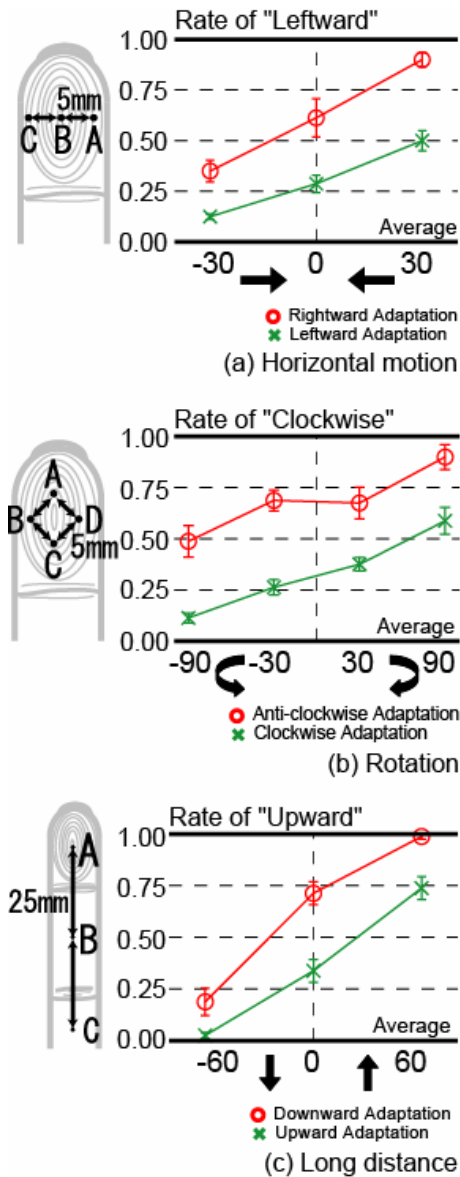 Rate of "Leftward"
1.00
0.75
0.50
0.25
0.00
5mm
C B A
Average
-30 0 30
Rightward Adaptation
Leftward Adaptation
(a) Horizontal motion
Rate of "Clockwise"
1.00
0.75
0.50
0.25
0.00
A
B D
C 5mm
Average
-90 -30 30 90
Anti-clockwise Adaptation
Clockwise Adaptation
(b) Rotation
Rate of "Upward"
1.00
0.75
0.50
0.25
0.00
A
25mm
B
C
Average
-60 0 60
Downward Adaptation
Upward Adaptation
(c) Long distance